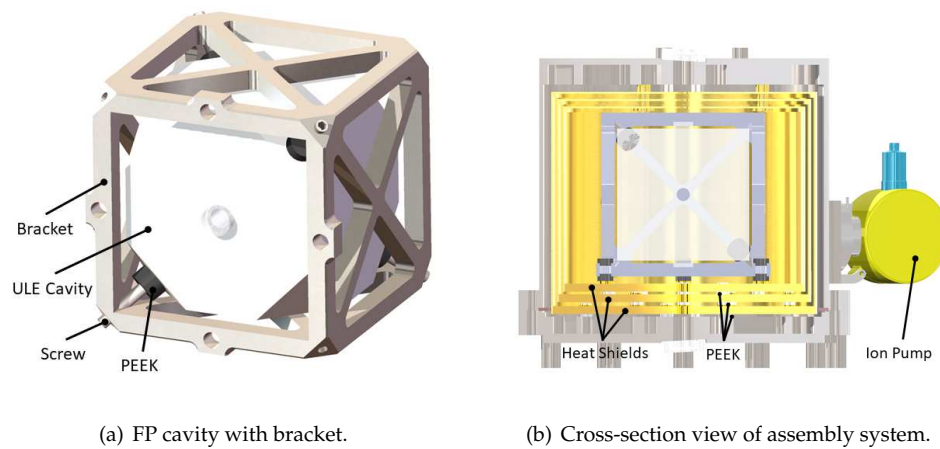 Bracket
ULE Cavity
Screw
PEEK
Heat Shields
PEEK
Ion Pump
(a) FP cavity with bracket.
(b) Cross-section view of assembly system.